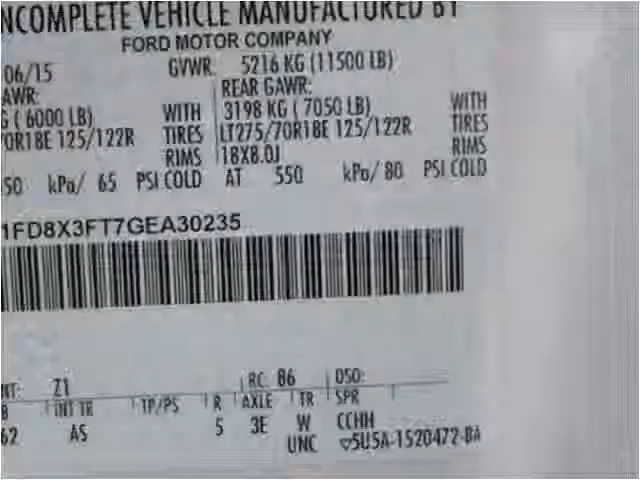 NCOMPLETE VEHICLE MANUFACTURED BY
FORD MOTOR COMPANY
06/15 GVWR: 5216 KG (11500 LB)
AWR: REAR GAWR:
G ( 6000 LB) WITH 3198 KG ( 7050 LB) WITH
70R18E 125/122R TIRES LT275/70R18E 125/122R TIRES
RIMS 18X8.0J RIMS
50 kPa/ 65 PSI COLD AT 550 kPa/ 80 PSI COLD
1FD8X3FT7GEA30235
NT: Z1 RC: 86 DSO:
B INT TR TP/PS R AXLE TR SPR
62 AS 5 3E W CCHH
UNC ▽5U5A-1520472-BA